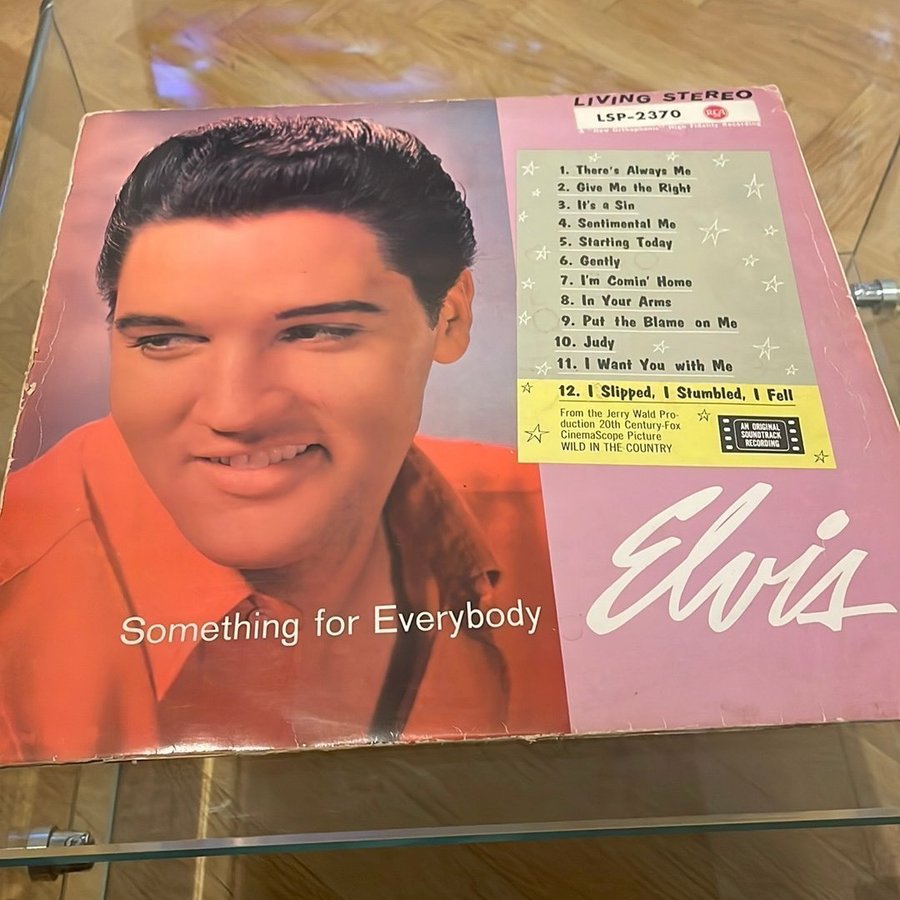 LIVING STEREO
LSP-2370 RCA
A "New Orthophonic" High Fidelity Recording
1. There's Always Me
2. Give Me the Right
3. It's a Sin
4. Sentimental Me
5. Starting Today
6. Gently
7. I'm Comin' Home
8. In Your Arms
9. Put the Blame on Me
10. Judy
11. I Want You with Me
12. I Slipped, I Stumbled, I Fell
From the Jerry Wald Pro-
duction 20th Century-Fox
CinemaScope Picture
WILD IN THE COUNTRY
AN ORIGINAL
SOUNDTRACK
RECORDING
Elvis
Something for Everybody